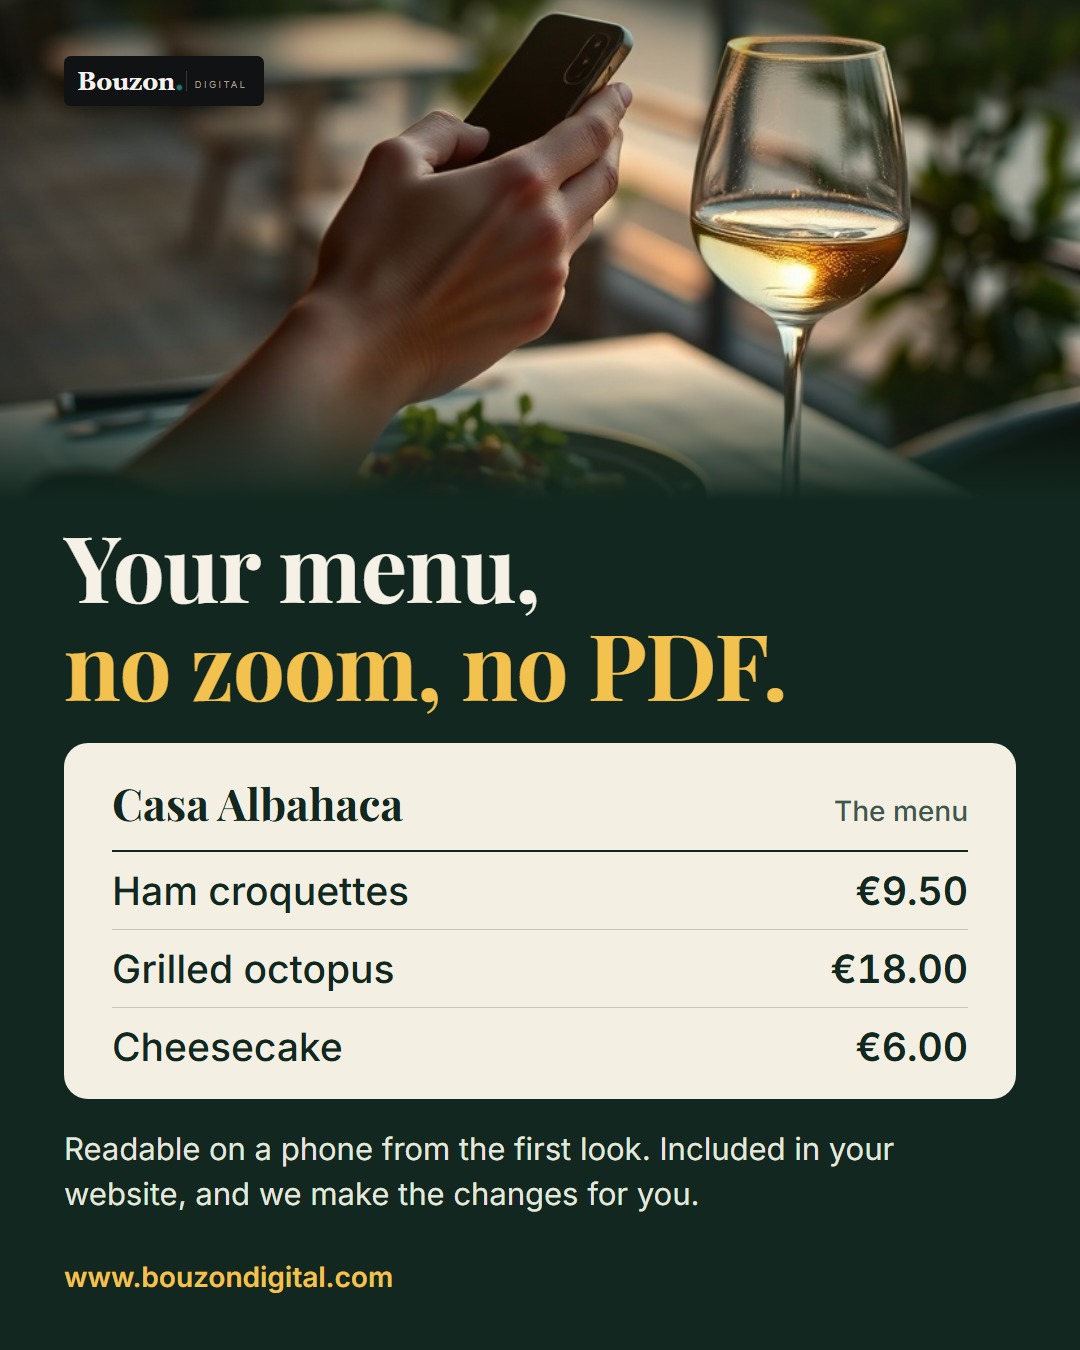 Bouzon. DIGITAL
Your menu,
no zoom, no PDF.
Casa Albahaca The menu
Ham croquettes €9.50
Grilled octopus €18.00
Cheesecake €6.00
Readable on a phone from the first look. Included in your
website, and we make the changes for you.
www.bouzondigital.com